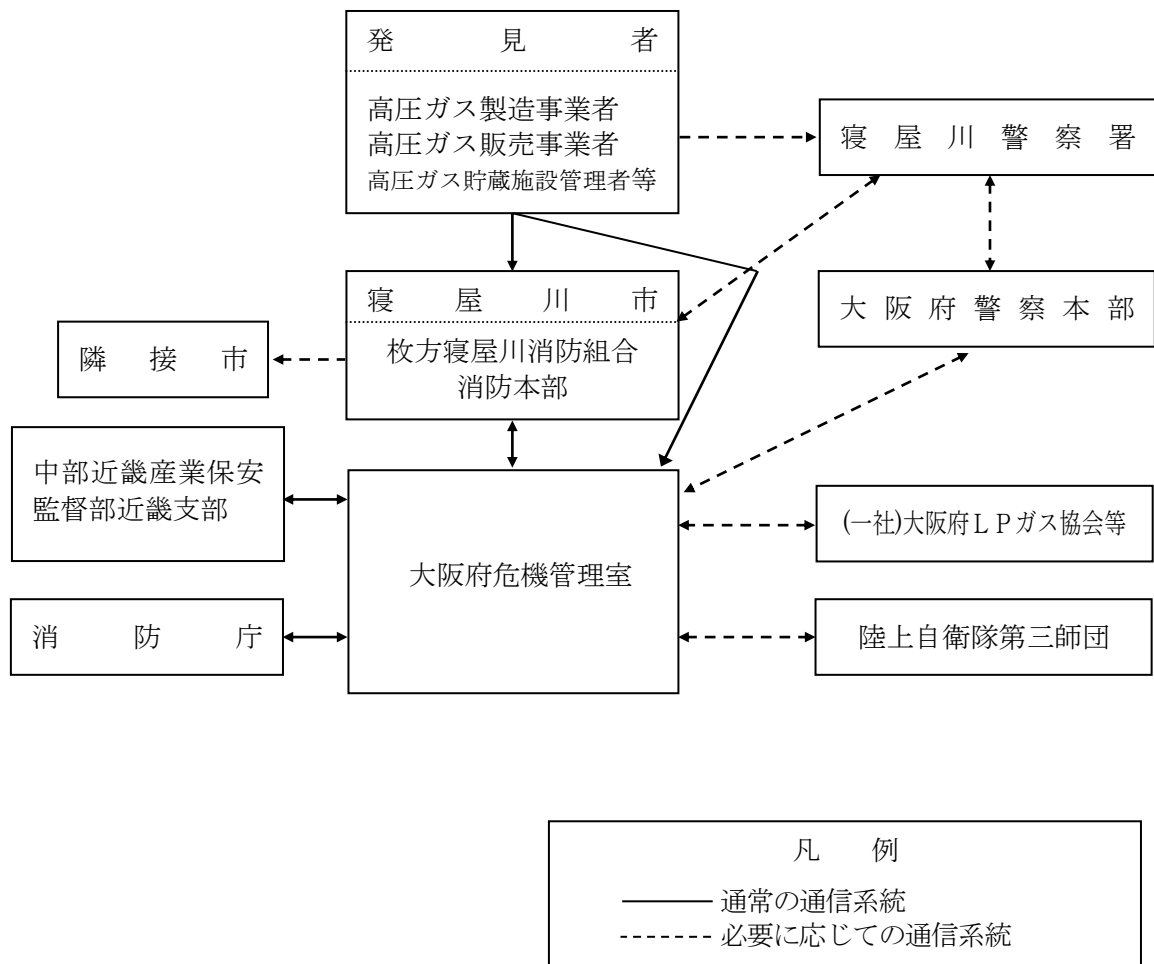 発見者
高圧ガス製造事業者
高圧ガス販売事業者
高圧ガス貯蔵施設管理者等
寝屋川警察署
寝屋川市
枚方寝屋川消防組合
消防本部
大阪府警察本部
隣接市
中部近畿産業保安
監督部近畿支部
大阪府危機管理室
(一社)大阪府ＬＰガス協会等
消防庁
陸上自衛隊第三師団
凡例
通常の通信系統
必要に応じての通信系統